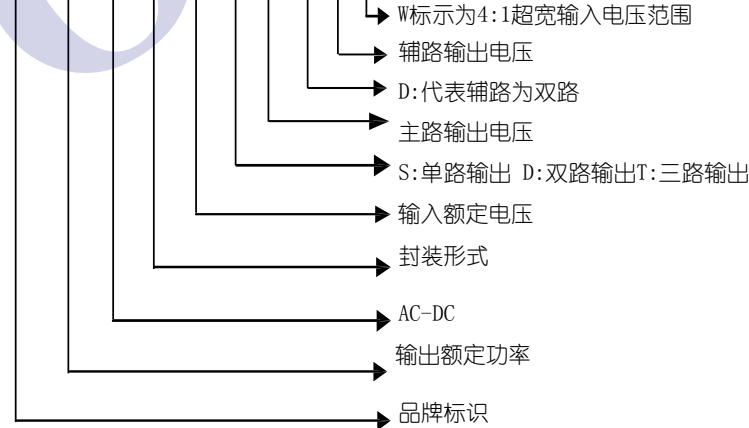 W标示为4:1超宽输入电压范围
辅路输出电压
D:代表辅路为双路
主路输出电压
S:单路输出 D:双路输出T:三路输出
输入额定电压
封装形式
AC-DC
输出额定功率
品牌标识